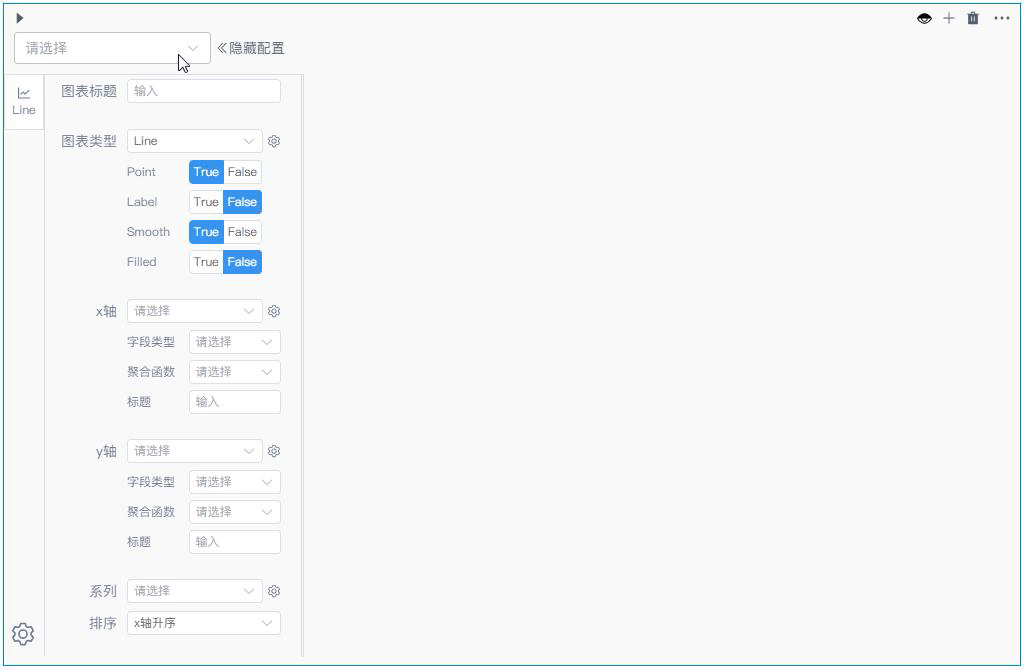 请选择 隐藏配置
Line
图表标题 输入
图表类型 Line
Point True False
Label True False
Smooth True False
Filled True False
x轴 请选择
字段类型 请选择
聚合函数 请选择
标题 输入
y轴 请选择
字段类型 请选择
聚合函数 请选择
标题 输入
系列 请选择
排序 x轴升序